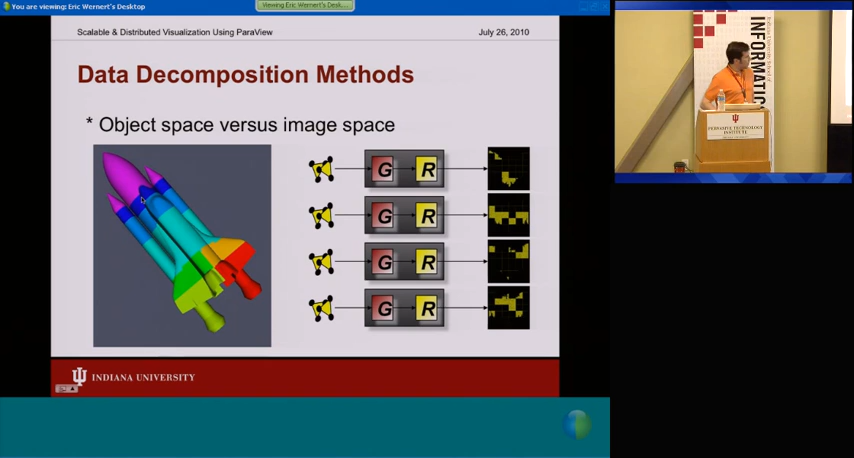 You are viewing: Eric Wernert's Desktop
Viewing Eric Wernert's Desk...
Scalable & Distributed Visualization Using ParaView
July 26, 2010
Data Decomposition Methods
* Object space versus image space
G R
G R
G R
G R
INDIANA UNIVERSITY
INFORMATIC
PERVASIVE TECHNOLOGY
INSTITUTE